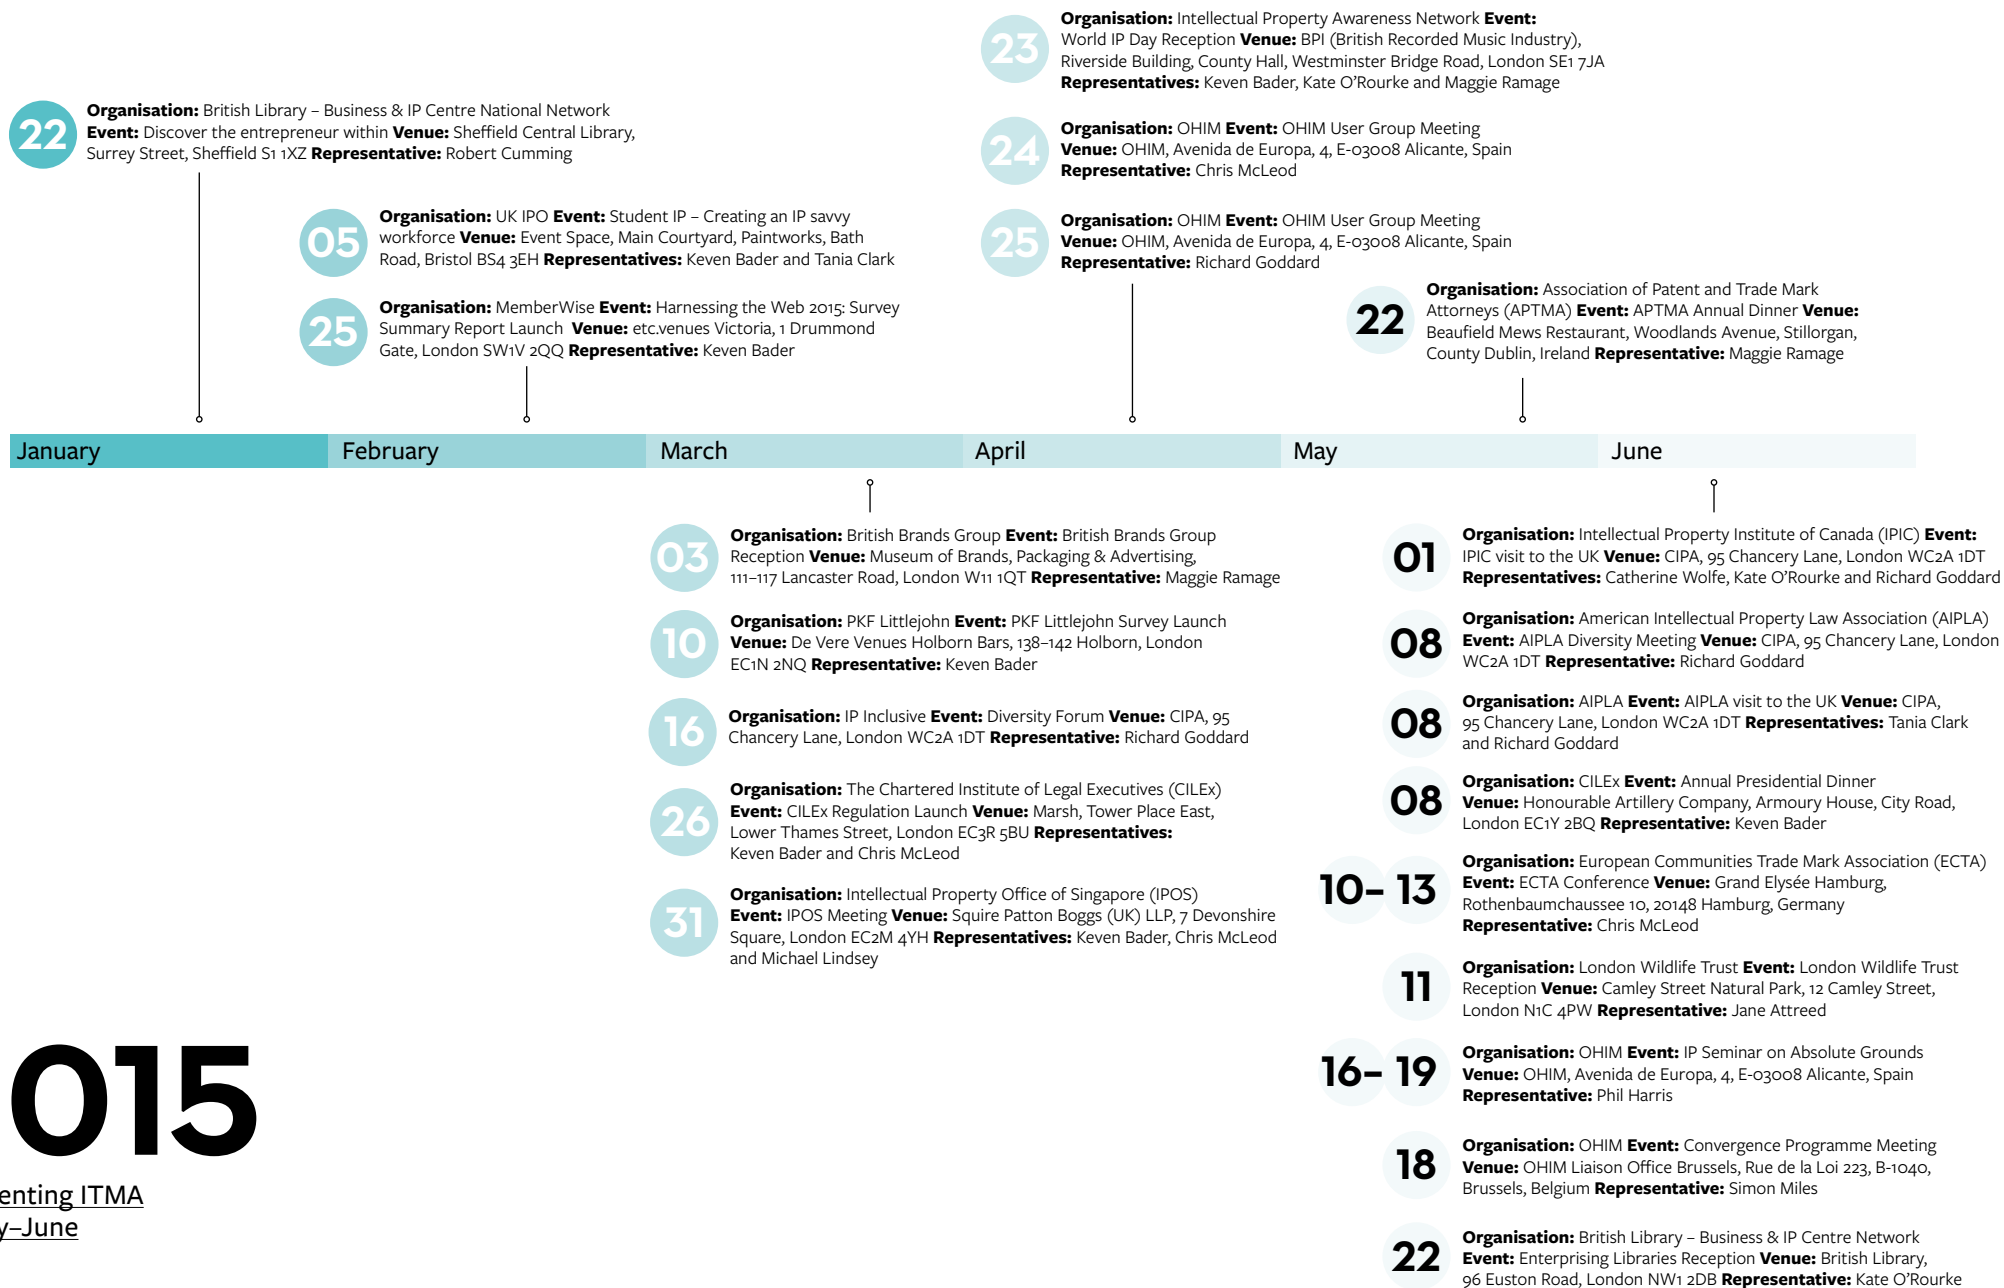 22
Organisation: British Library – Business & IP Centre National Network
Event: Discover the entrepreneur within Venue: Sheffield Central Library,
Surrey Street, Sheffield S1 1XZ Representative: Robert Cumming
05
Organisation: UK IPO Event: Student IP – Creating an IP savvy
workforce Venue: Event Space, Main Courtyard, Paintworks, Bath
Road, Bristol BS4 3EH Representatives: Keven Bader and Tania Clark
25
Organisation: MemberWise Event: Harnessing the Web 2015: Survey
Summary Report Launch Venue: etc.venues Victoria, 1 Drummond
Gate, London SW1V 2QQ Representative: Keven Bader
23
Organisation: Intellectual Property Awareness Network Event:
World IP Day Reception Venue: BPI (British Recorded Music Industry),
Riverside Building, County Hall, Westminster Bridge Road, London SE1 7JA
Representatives: Keven Bader, Kate O'Rourke and Maggie Ramage
24
Organisation: OHIM Event: OHIM User Group Meeting
Venue: OHIM, Avenida de Europa, 4, E-03008 Alicante, Spain
Representative: Chris McLeod
25
Organisation: OHIM Event: OHIM User Group Meeting
Venue: OHIM, Avenida de Europa, 4, E-03008 Alicante, Spain
Representative: Richard Goddard
22
Organisation: Association of Patent and Trade Mark
Attorneys (APTMA) Event: APTMA Annual Dinner Venue:
Beaufield Mews Restaurant, Woodlands Avenue, Stillorgan,
County Dublin, Ireland Representative: Maggie Ramage
January February March April May June
03
Organisation: British Brands Group Event: British Brands Group
Reception Venue: Museum of Brands, Packaging & Advertising,
111–117 Lancaster Road, London W11 1QT Representative: Maggie Ramage
10
Organisation: PKF Littlejohn Event: PKF Littlejohn Survey Launch
Venue: De Vere Venues Holborn Bars, 138–142 Holborn, London
EC1N 2NQ Representative: Keven Bader
16
Organisation: IP Inclusive Event: Diversity Forum Venue: CIPA, 95
Chancery Lane, London WC2A 1DT Representative: Richard Goddard
26
Organisation: The Chartered Institute of Legal Executives (CILEx)
Event: CILEx Regulation Launch Venue: Marsh, Tower Place East,
Lower Thames Street, London EC3R 5BU Representatives:
Keven Bader and Chris McLeod
31
Organisation: Intellectual Property Office of Singapore (IPOS)
Event: IPOS Meeting Venue: Squire Patton Boggs (UK) LLP, 7 Devonshire
Square, London EC2M 4YH Representatives: Keven Bader, Chris McLeod
and Michael Lindsey
01
Organisation: Intellectual Property Institute of Canada (IPIC) Event:
IPIC visit to the UK Venue: CIPA, 95 Chancery Lane, London WC2A 1DT
Representatives: Catherine Wolfe, Kate O'Rourke and Richard Goddard
08
Organisation: American Intellectual Property Law Association (AIPLA)
Event: AIPLA Diversity Meeting Venue: CIPA, 95 Chancery Lane, London
WC2A 1DT Representative: Richard Goddard
08
Organisation: AIPLA Event: AIPLA visit to the UK Venue: CIPA,
95 Chancery Lane, London WC2A 1DT Representatives: Tania Clark
and Richard Goddard
08
Organisation: CILEx Event: Annual Presidential Dinner
Venue: Honourable Artillery Company, Armoury House, City Road,
London EC1Y 2BQ Representative: Keven Bader
10– 13
Organisation: European Communities Trade Mark Association (ECTA)
Event: ECTA Conference Venue: Grand Elysée Hamburg,
Rothenbaumchaussee 10, 20148 Hamburg, Germany
Representative: Chris McLeod
11
Organisation: London Wildlife Trust Event: London Wildlife Trust
Reception Venue: Camley Street Natural Park, 12 Camley Street,
London N1C 4PW Representative: Jane Attreed
16– 19
Organisation: OHIM Event: IP Seminar on Absolute Grounds
Venue: OHIM, Avenida de Europa, 4, E-03008 Alicante, Spain
Representative: Phil Harris
18
Organisation: OHIM Event: Convergence Programme Meeting
Venue: OHIM Liaison Office Brussels, Rue de la Loi 223, B-1040,
Brussels, Belgium Representative: Simon Miles
22
Organisation: British Library – Business & IP Centre Network
Event: Enterprising Libraries Reception Venue: British Library,
96 Euston Road, London NW1 2DB Representative: Kate O'Rourke
015
enting ITMA
y–June